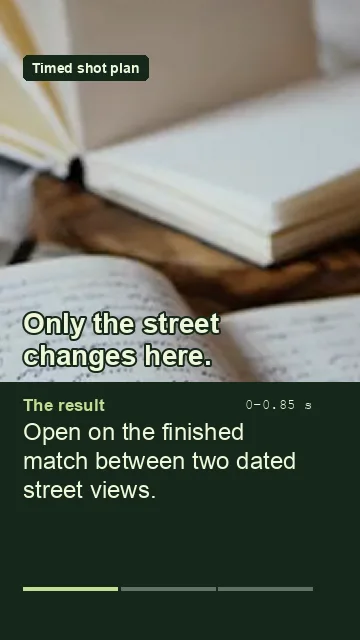 Timed shot plan
Only the street
changes here.
The result
0–0.85 s
Open on the finished
match between two dated
street views.